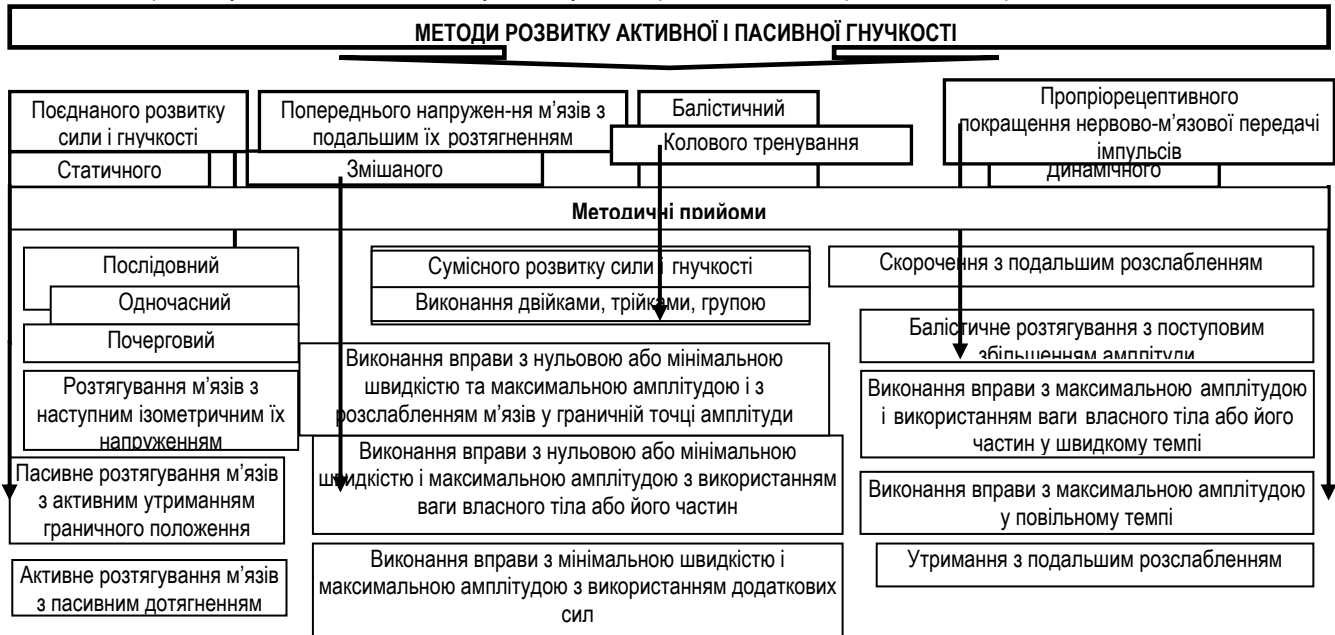 МЕТОДИ РОЗВИТКУ АКТИВНОЇ І ПАСИВНОЇ ГНУЧКОСТІ
Поєднаного розвитку
сили і гнучкості
Попереднього напружен-ня м’язів з
подальшим їх розтягненням
Балістичний
Колового тренування
Пропріорецептивного
покращення нервово-м’язової передачі
імпульсів
Статичного
Змішаного
Динамічного
Методичні прийоми
Послідовний
Одночасний
Почерговий
Розтягування м’язів з
наступним ізометричним їх
напруженням
Пасивне розтягування м’язів
з активним утриманням
граничного положення
Активне розтягування м’язів
з пасивним дотягненням
Сумісного розвитку сили і гнучкості
Виконання двійками, трійками, групою
Виконання вправи з нульовою або мінімальною
швидкістю та максимальною амплітудою і з
розслабленням м’язів у граничній точці амплітуди
Виконання вправи з нульовою або мінімальною
швидкістю і максимальною амплітудою з використанням
ваги власного тіла або його частин
Виконання вправи з мінімальною швидкістю і
максимальною амплітудою з використанням додаткових
сил
Скорочення з подальшим розслабленням
Балістичне розтягування з поступовим
збільшенням амплітуди
Виконання вправи з максимальною амплітудою
і використанням ваги власного тіла або його
частин у швидкому темпі
Виконання вправи з максимальною амплітудою
у повільному темпі
Утримання з подальшим розслабленням